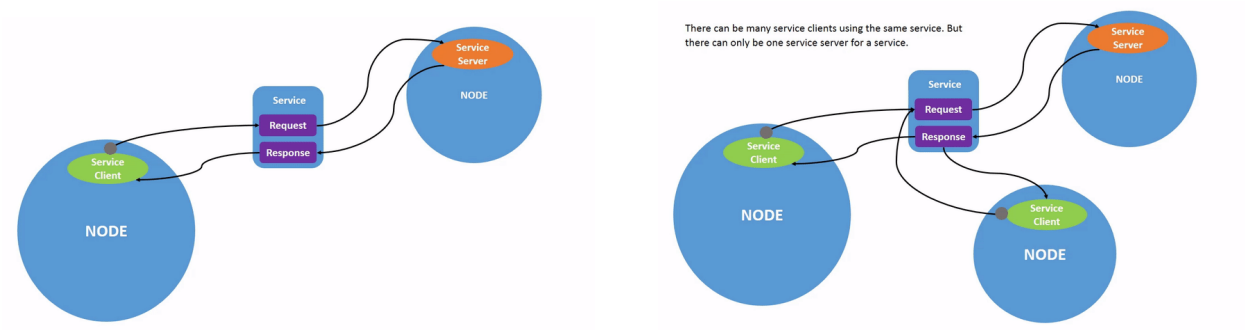 Service
Server
NODE
Service
Request
Response
Service
Client
NODE
There can be many service clients using the same service. But
there can only be one service server for a service.
Service
Server
NODE
Service
Request
Response
Service
Client
NODE
Service
Client
NODE